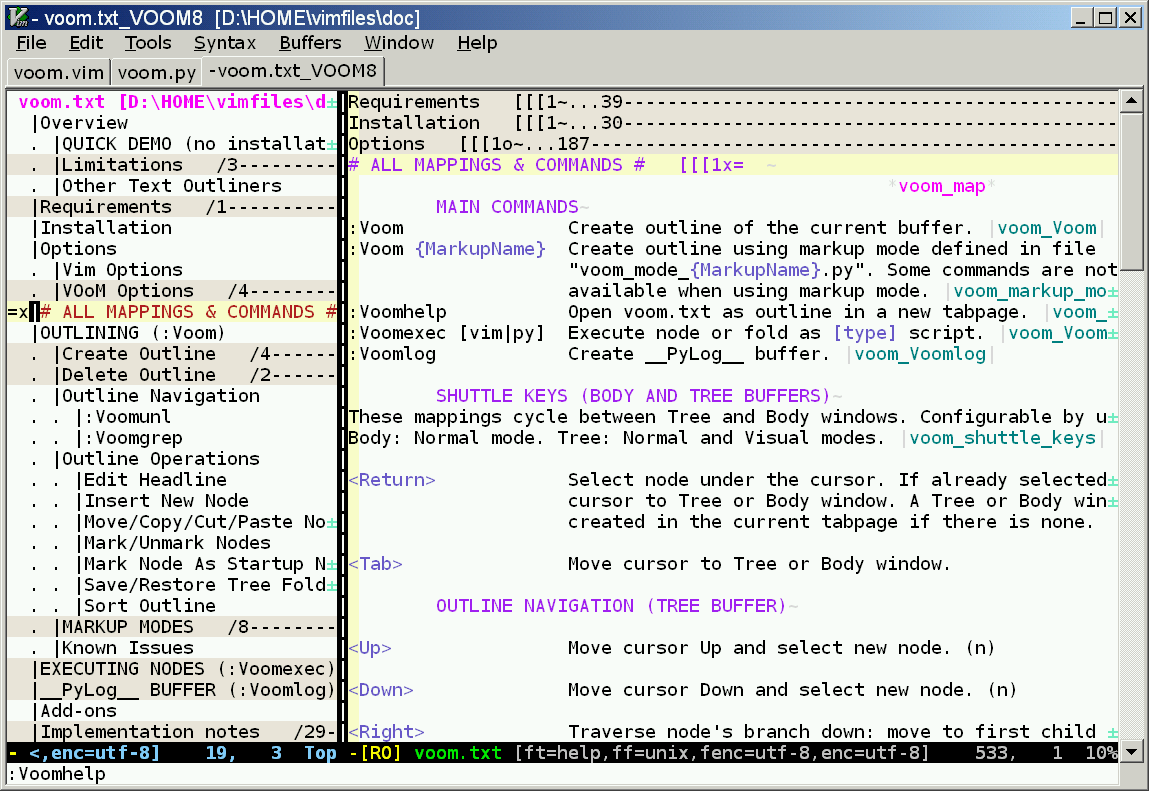 - voom.txt_VOOM8 [D:\HOME\vimfiles\doc]
File Edit Tools Syntax Buffers Window Help
voom.vim voom.py -voom.txt_VOOM8
voom.txt [D:\HOME\vimfiles\d±
|Overview
. |QUICK DEMO (no installat±
. |Limitations /3---------
. |Other Text Outliners
|Requirements /1----------
|Installation
|Options
. |Vim Options
. |VOoM Options /4--------
=x|# ALL MAPPINGS & COMMANDS #
|OUTLINING (:Voom)
. |Create Outline /4------
. |Delete Outline /2------
. |Outline Navigation
. . |:Voomunl
. . |:Voomgrep
. |Outline Operations
. . |Edit Headline
. . |Insert New Node
. . |Move/Copy/Cut/Paste No±
. . |Mark/Unmark Nodes
. . |Mark Node As Startup N±
. . |Save/Restore Tree Fold±
. . |Sort Outline
. |MARKUP MODES /8--------
. |Known Issues
|EXECUTING NODES (:Voomexec)
|__PyLog__ BUFFER (:Voomlog)
|Add-ons
|Implementation notes /29-
- <,enc=utf-8] 19, 3 Top
Requirements [[[1~...39---------------------------------------------
Installation [[[1~...30---------------------------------------------
Options [[[1o~...187------------------------------------------------
# ALL MAPPINGS & COMMANDS # [[[1x= ~
*voom_map*
MAIN COMMANDS~
:Voom Create outline of the current buffer. |voom_Voom|
:Voom {MarkupName} Create outline using markup mode defined in file
"voom_mode_{MarkupName}.py". Some commands are not
available when using markup mode. |voom_markup_mo±
:Voomhelp Open voom.txt as outline in a new tabpage. |voom_±
:Voomexec [vim|py] Execute node or fold as [type] script. |voom_Voom±
:Voomlog Create __PyLog__ buffer. |voom_Voomlog|
SHUTTLE KEYS (BODY AND TREE BUFFERS)~
These mappings cycle between Tree and Body windows. Configurable by u±
Body: Normal mode. Tree: Normal and Visual modes. |voom_shuttle_keys|
<Return> Select node under the cursor. If already selected±
cursor to Tree or Body window. A Tree or Body win±
created in the current tabpage if there is none.
<Tab> Move cursor to Tree or Body window.
OUTLINE NAVIGATION (TREE BUFFER)~
<Up> Move cursor Up and select new node. (n)
<Down> Move cursor Down and select new node. (n)
<Right> Traverse node's branch down: move to first child ±
-[RO] voom.txt [ft=help,ff=unix,fenc=utf-8,enc=utf-8] 533, 1 10%
:Voomhelp